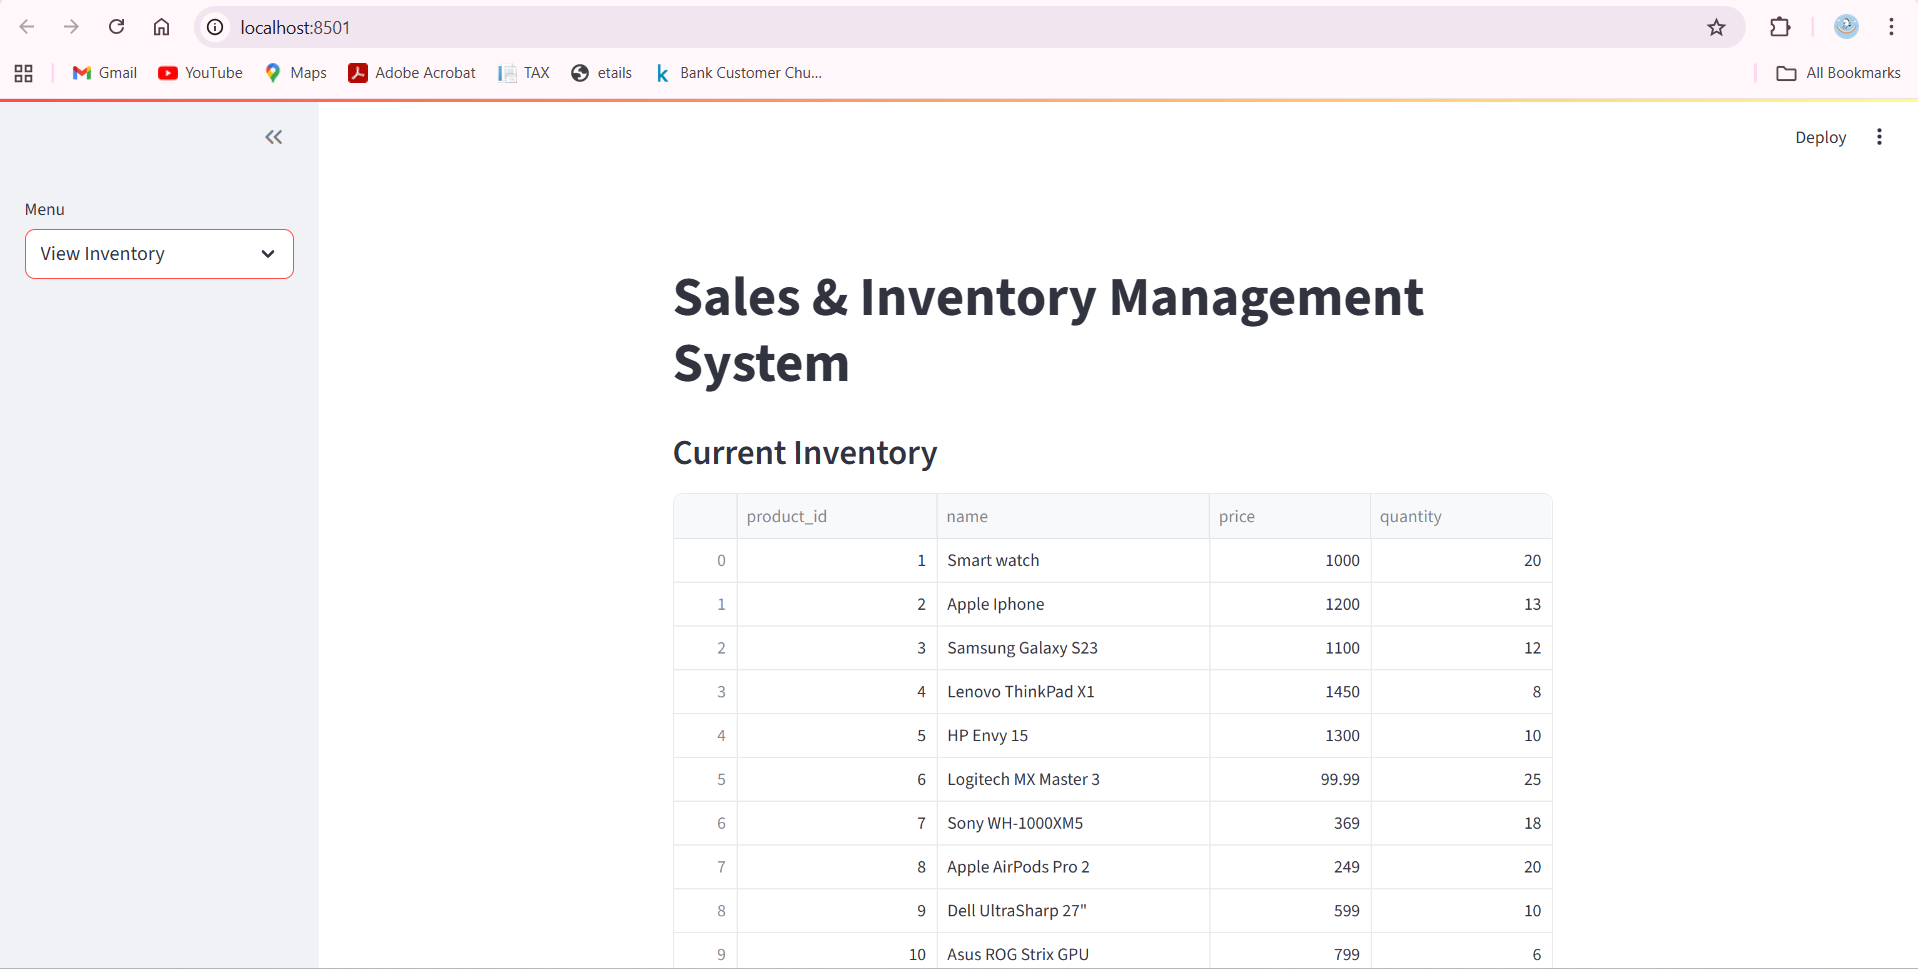 localhost:8501
Gmail YouTube Maps Adobe Acrobat TAX etails Bank Customer Chu... All Bookmarks
Deploy
Menu
View Inventory
Sales & Inventory Management
System
Current Inventory
product_id name price quantity
0 1 Smart watch 1000 20
1 2 Apple Iphone 1200 13
2 3 Samsung Galaxy S23 1100 12
3 4 Lenovo ThinkPad X1 1450 8
4 5 HP Envy 15 1300 10
5 6 Logitech MX Master 3 99.99 25
6 7 Sony WH-1000XM5 369 18
7 8 Apple AirPods Pro 2 249 20
8 9 Dell UltraSharp 27" 599 10
9 10 Asus ROG Strix GPU 799 6